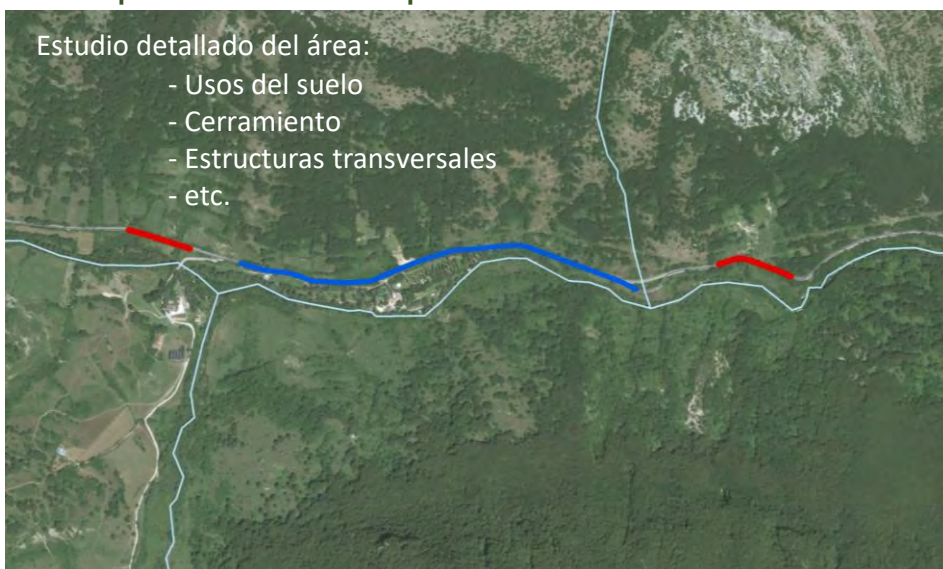 Estudio detallado del área:
- Usos del suelo
- Cerramiento
- Estructuras transversales
- etc.